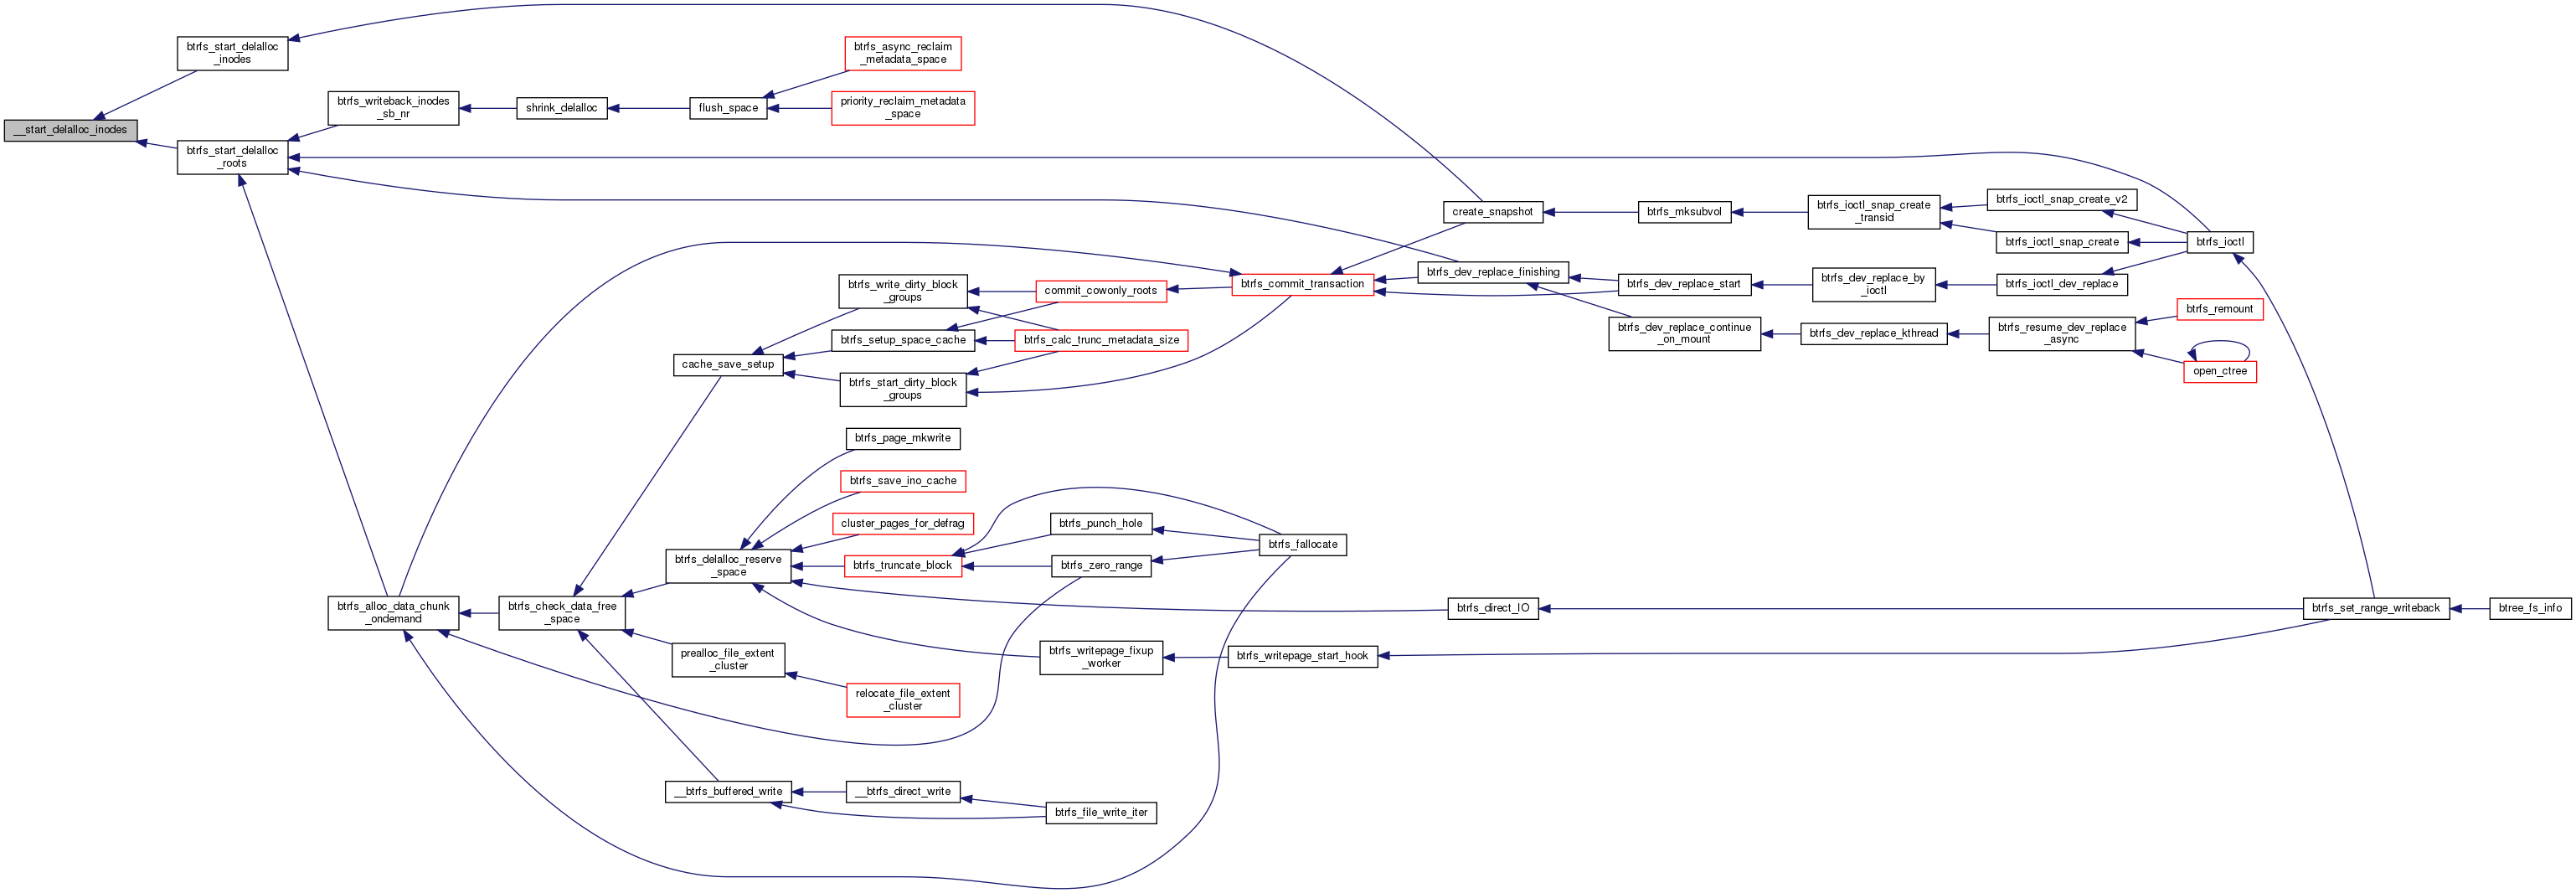 __start_delalloc_inodes
btrfs_start_delalloc
_inodes
btrfs_start_delalloc
_roots
btrfs_writeback_inodes
_sb_nr
shrink_delalloc
flush_space
btrfs_async_reclaim
_metadata_space
priority_reclaim_metadata
_space
btrfs_alloc_data_chunk
_ondemand
btrfs_check_data_free
_space
cache_save_setup
btrfs_write_dirty_block
_groups
btrfs_setup_space_cache
btrfs_start_dirty_block
_groups
commit_cowonly_roots
btrfs_calc_trunc_metadata_size
btrfs_commit_transaction
create_snapshot
btrfs_mksubvol
btrfs_ioctl_snap_create
_transid
btrfs_ioctl_snap_create_v2
btrfs_ioctl_snap_create
btrfs_ioctl
btrfs_dev_replace_finishing
btrfs_dev_replace_start
btrfs_dev_replace_by
_ioctl
btrfs_ioctl_dev_replace
btrfs_dev_replace_continue
_on_mount
btrfs_dev_replace_kthread
btrfs_resume_dev_replace
_async
btrfs_remount
open_ctree
btrfs_delalloc_reserve
_space
btrfs_page_mkwrite
btrfs_save_ino_cache
cluster_pages_for_defrag
btrfs_truncate_block
btrfs_punch_hole
btrfs_zero_range
btrfs_fallocate
btrfs_direct_IO
btrfs_writepage_fixup
_worker
btrfs_writepage_start_hook
btrfs_set_range_writeback
btree_fs_info
prealloc_file_extent
_cluster
relocate_file_extent
_cluster
__btrfs_buffered_write
__btrfs_direct_write
btrfs_file_write_iter